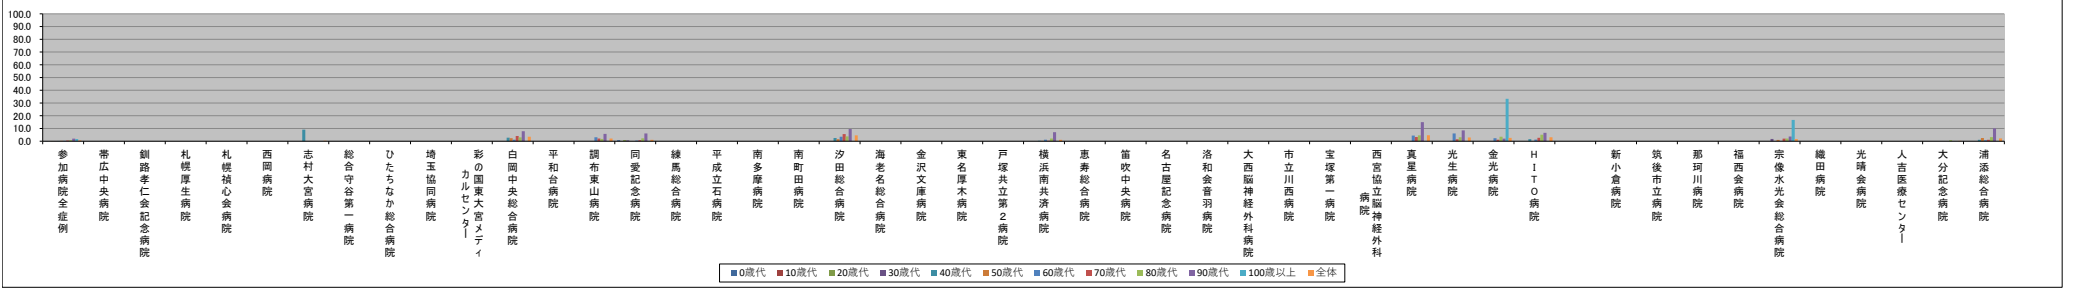 100.0
90.0
80.0
70.0
60.0
50.0
40.0
30.0
20.0
10.0
0.0
参加病院全症例
帯広中央病院
釧路孝仁会記念病院
札幌厚生病院
札幌禎心会病院
西岡病院
志村大宮病院
総合守谷第一病院
ひたちなか総合病院
埼玉協同病院
彩の国東大宮メディ
カルセンター
白岡中央総合病院
平和台病院
調布東山病院
同愛記念病院
練馬総合病院
平成立石病院
南多摩病院
南町田病院
汐田総合病院
海老名総合病院
金沢文庫病院
東名厚木病院
戸塚共立第2病院
横浜南共済病院
恵寿総合病院
笛吹中央病院
名古屋記念病院
洛和会音羽病院
大西脳神経外科病院
市立川西病院
宝塚第一病院
西宮協立脳神経外科
病院
真星病院
光生病院
金光病院
HITO病院
新小倉病院
筑後市立病院
那珂川病院
福西会病院
宗像水光会総合病院
織田病院
光晴会病院
人吉医療センター
大分記念病院
浦添総合病院
0歳代 10歳代 20歳代 30歳代 40歳代 50歳代 60歳代 70歳代 80歳代 90歳代 100歳以上 全体